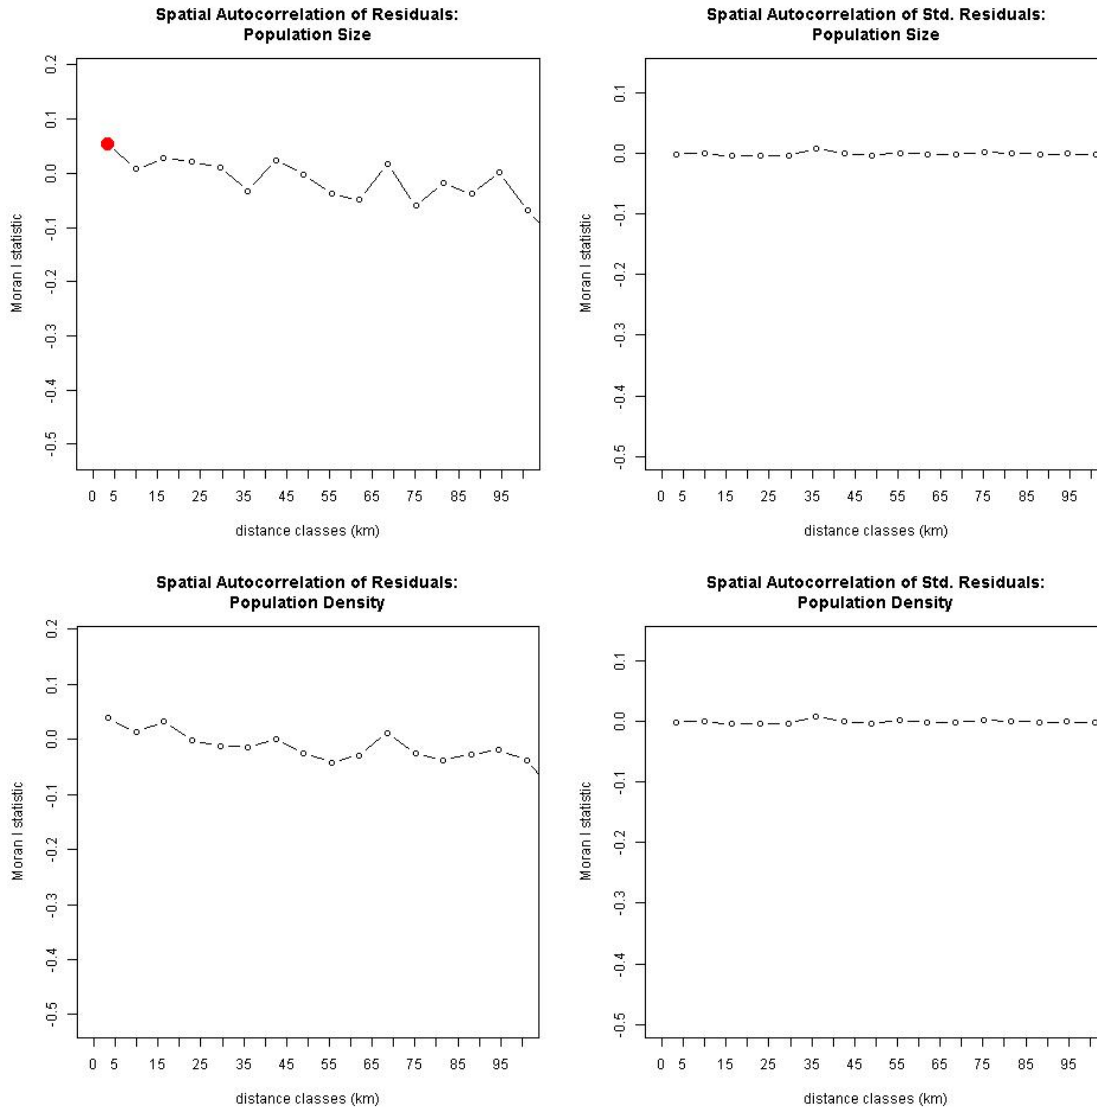 Spatial Autocorrelation of Residuals:
Population Size
0.2
0.1
0.0
-0.1
-0.2
-0.3
-0.4
-0.5
Moran I statistic
0 5 15 25 35 45 55 65 75 85 95
distance classes (km)
Spatial Autocorrelation of Std. Residuals:
Population Size
0.1
0.0
-0.1
-0.2
-0.3
-0.4
-0.5
Moran I statistic
0 5 15 25 35 45 55 65 75 85 95
distance classes (km)
Spatial Autocorrelation of Residuals:
Population Density
0.2
0.1
0.0
-0.1
-0.2
-0.3
-0.4
-0.5
Moran I statistic
0 5 15 25 35 45 55 65 75 85 95
distance classes (km)
Spatial Autocorrelation of Std. Residuals:
Population Density
0.1
0.0
-0.1
-0.2
-0.3
-0.4
-0.5
Moran I statistic
0 5 15 25 35 45 55 65 75 85 95
distance classes (km)